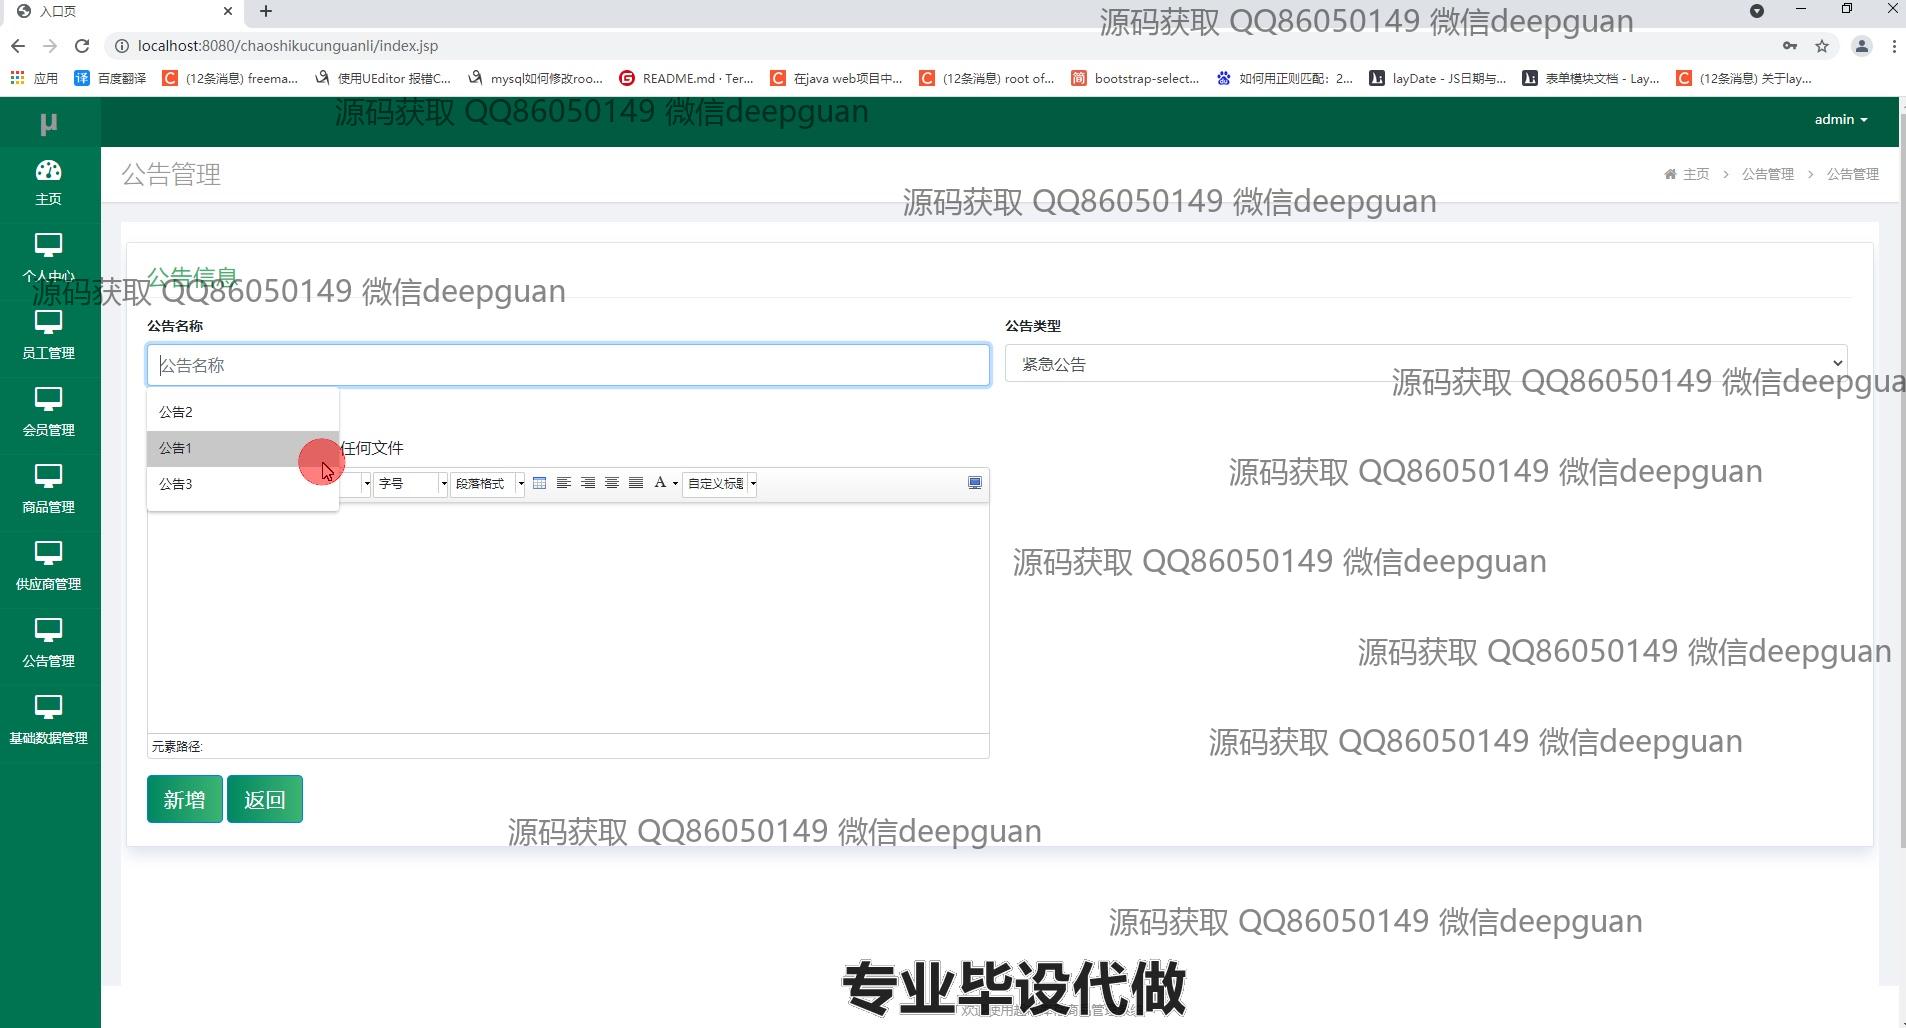 入口页
源码获取 QQ86050149 微信deepguan
localhost:8080/chaoshikucunguanli/index.jsp
应用 百度翻译 (12条消息) freema... 使用UEditor 报错C... mysql如何修改roo... README.md · Ter... 在java web项目中... (12条消息) root of... bootstrap-select... 如何用正则匹配：2... layDate - JS日期与... 表单模块文档 - Lay... (12条消息) 关于lay...
源码获取 QQ86050149 微信deepguan
μ
admin
主页
公告管理
主页 > 公告管理 > 公告管理
源码获取 QQ86050149 微信deepguan
个人中心
公告信息
源码获取 QQ86050149 微信deepguan
公告名称
公告类型
员工管理
公告名称
紧急公告
源码获取 QQ86050149 微信deepgua
公告2
会员管理
公告1
任何文件
源码获取 QQ86050149 微信deepguan
公告3
字号 段落格式 A 自定义标题
商品管理
源码获取 QQ86050149 微信deepguan
供应商管理
源码获取 QQ86050149 微信deepguan
公告管理
源码获取 QQ86050149 微信deepguan
基础数据管理
元素路径:
新增 返回
源码获取 QQ86050149 微信deepguan
源码获取 QQ86050149 微信deepguan
专业毕设代做